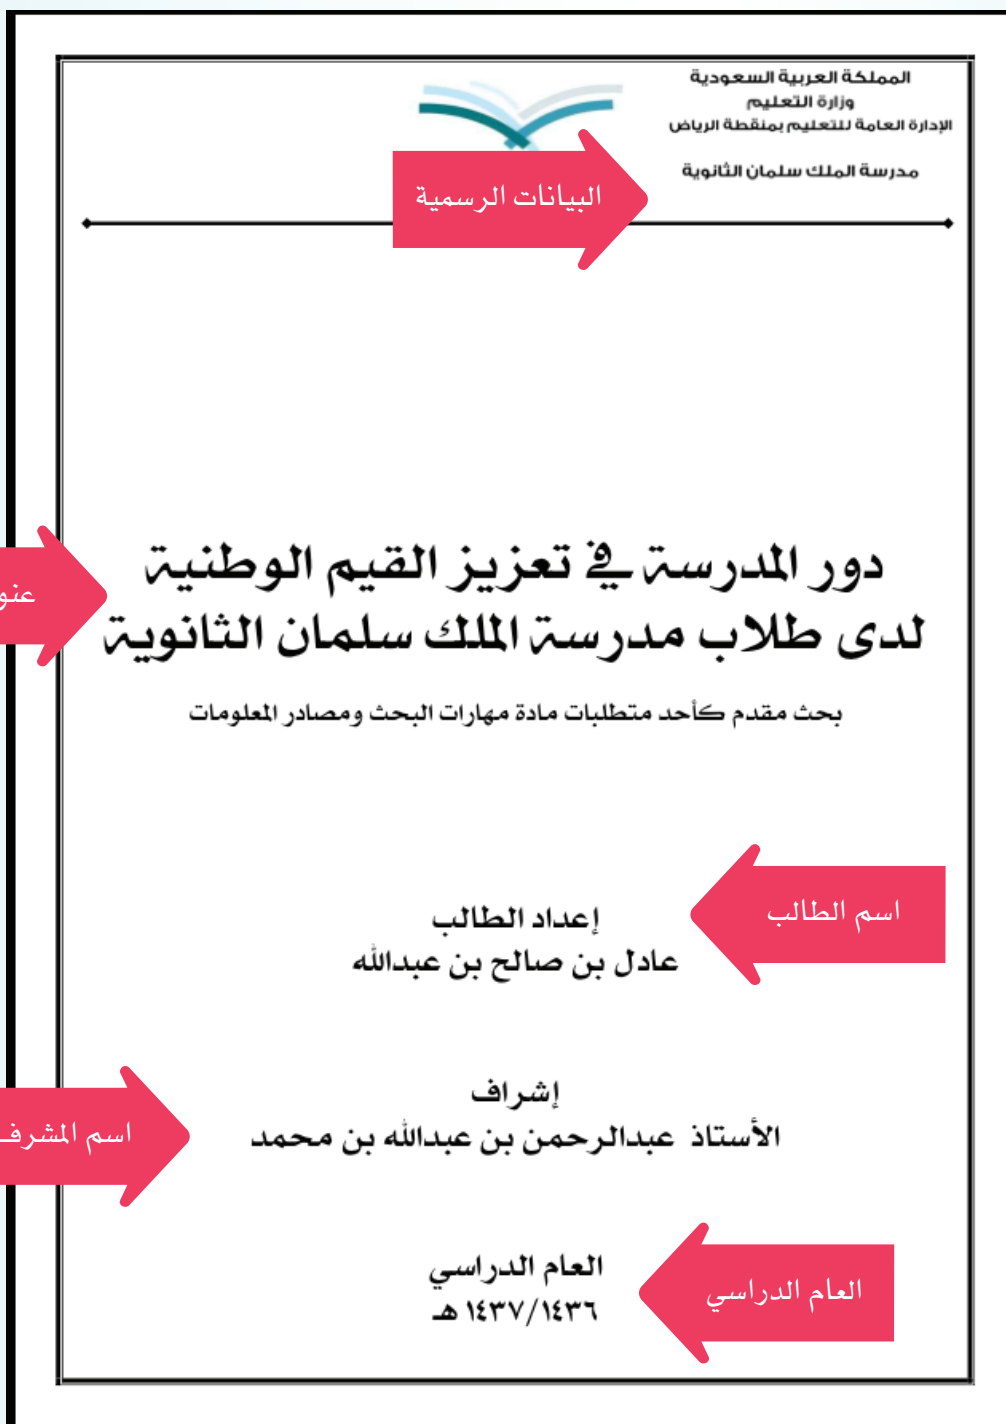 المملكة العربية السعودية
وزارة التعليم
الإدارة العامة للتعليم بمنقطة الرياض
مدرسة الملك سلمان الثانوية
البيانات الرسمية
دور المدرسة في تعزيز القيم الوطنية
لدى طلاب مدرسة الملك سلمان الثانوية
بحث مقدم كأحد متطلبات مادة مهارات البحث ومصادر المعلومات
اسم الطالب
إعداد الطالب
عادل بن صالح بن عبدالله
إشراف
الأستاذ عبدالرحمن بن عبدالله بن محمد
اسم المشرف
العام الدراسي
١٤٣٧/١٤٣٦ هـ
العام الدراسي